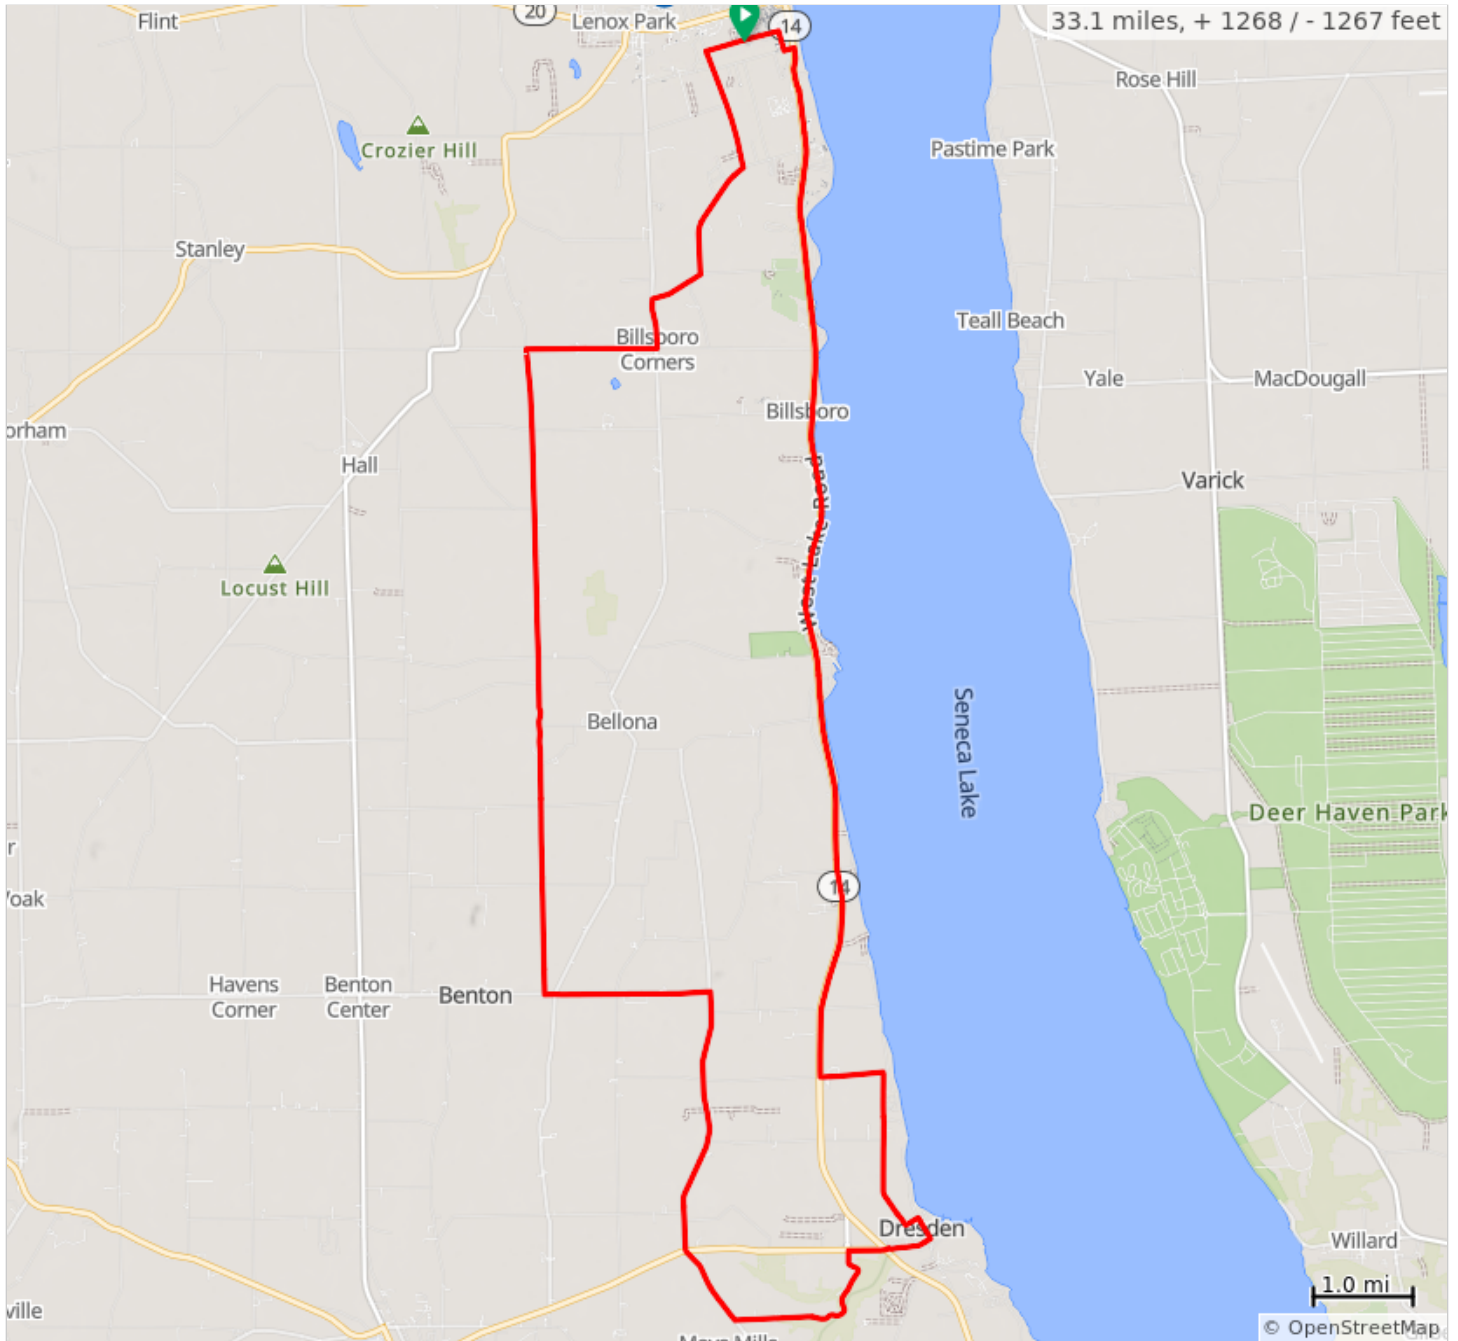 20
Lenox Park
14
33.1 miles, + 1268 / - 1267 feet
Flint
Rose Hill
Crozier Hill
Pastime Park
Stanley
Teall Beach
Billsboro
Corners
Yale
MacDougall
Billsboro
orham
Hall
West Lake Road
Varick
Locust Hill
Bellona
Seneca Lake
Deer Haven Park
r
14
Voak
Havens
Corner
Benton
Center
Benton
Dresden
Willard
1.0 mi
ville
© OpenStreetMap